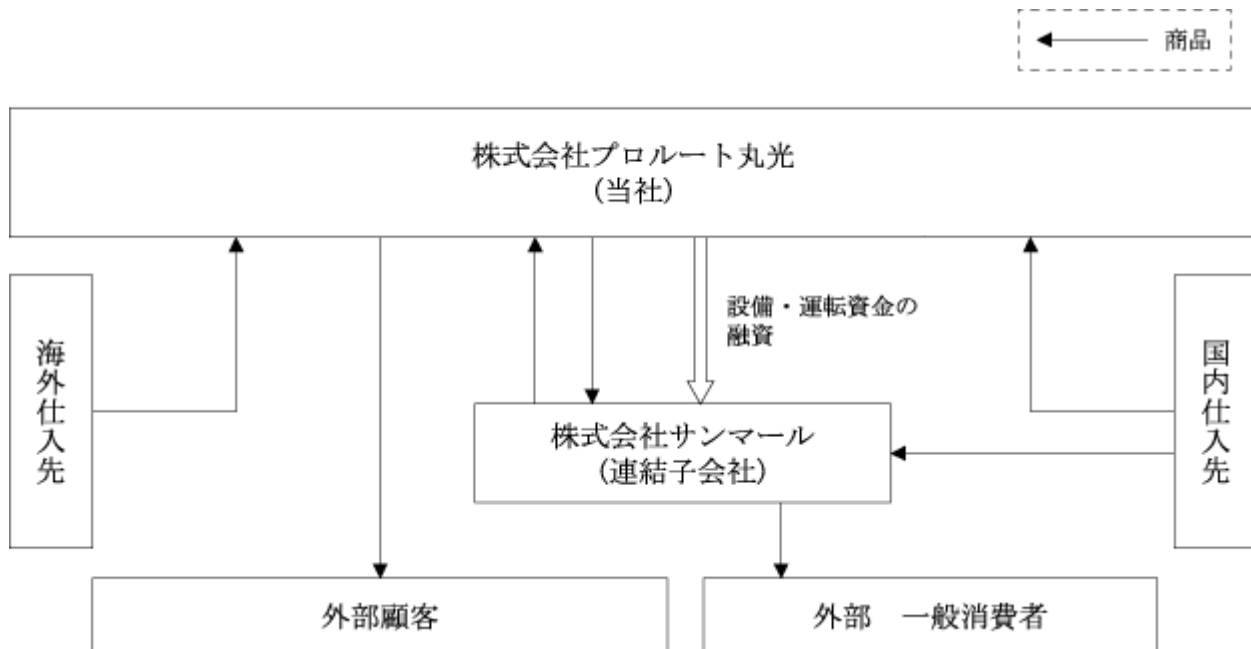 商品
株式会社プロルート丸光
(当社)
設備・運転資金の
融資
海外仕入先
国内仕入先
株式会社サンマール
(連結子会社)
外部顧客
外部　一般消費者